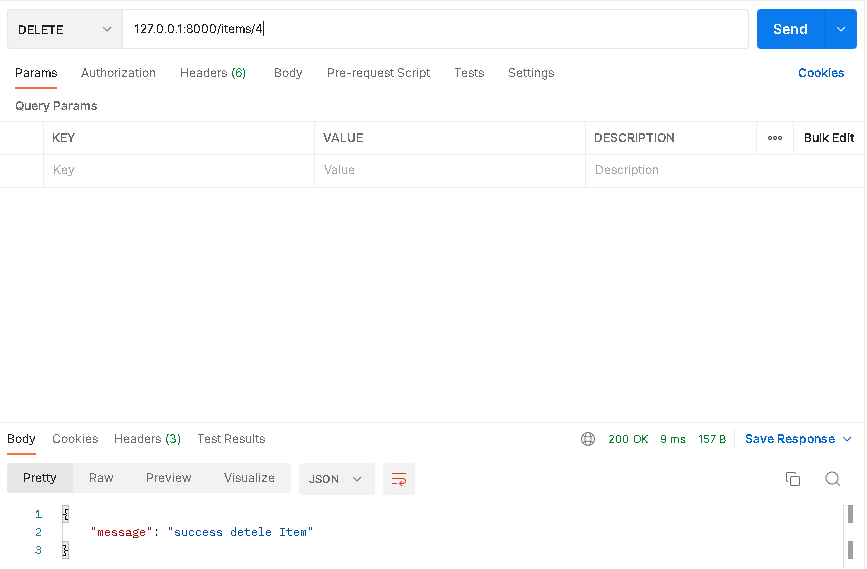 DELETE 127.0.0.1:8000/items/4 Send
Params Authorization Headers (6) Body Pre-request Script Tests Settings Cookies
Query Params
KEY VALUE DESCRIPTION ooo Bulk Edit
Key Value Description
Body Cookies Headers (3) Test Results 200 OK 9 ms 157 B Save Response
Pretty Raw Preview Visualize JSON
1 {
2 "message": "success detele Item"
3 }